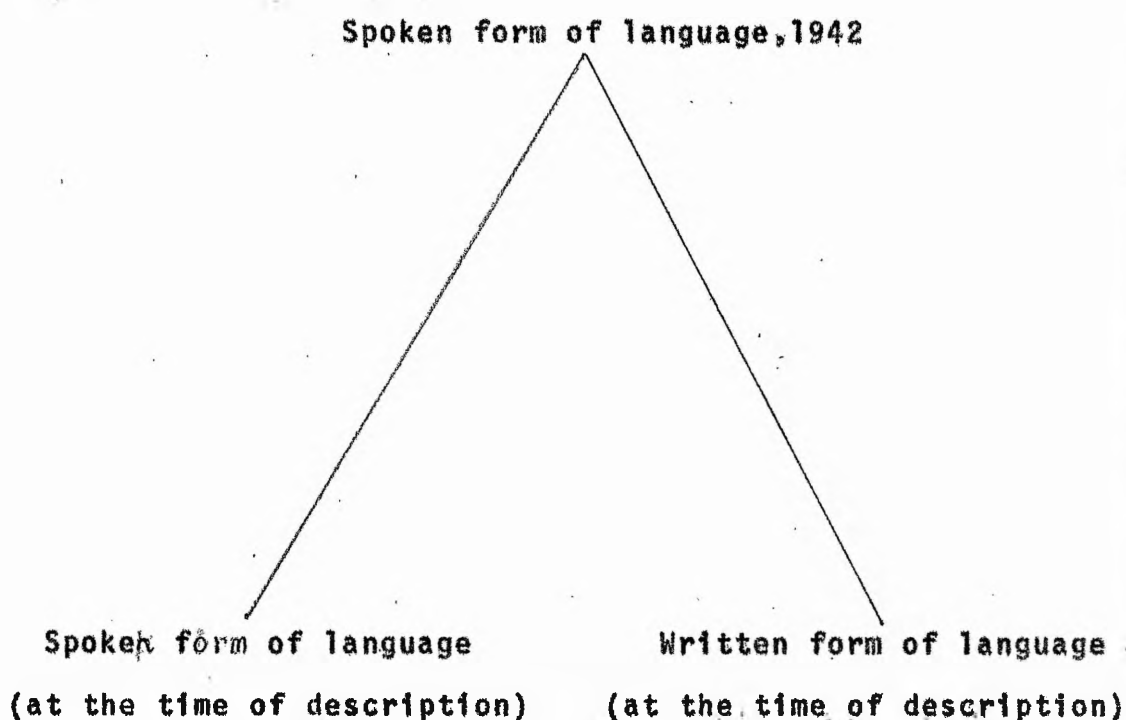 Spoken form of language,1942
Spoken form of language
Written form of language
(at the time of description)
(at the time of description)